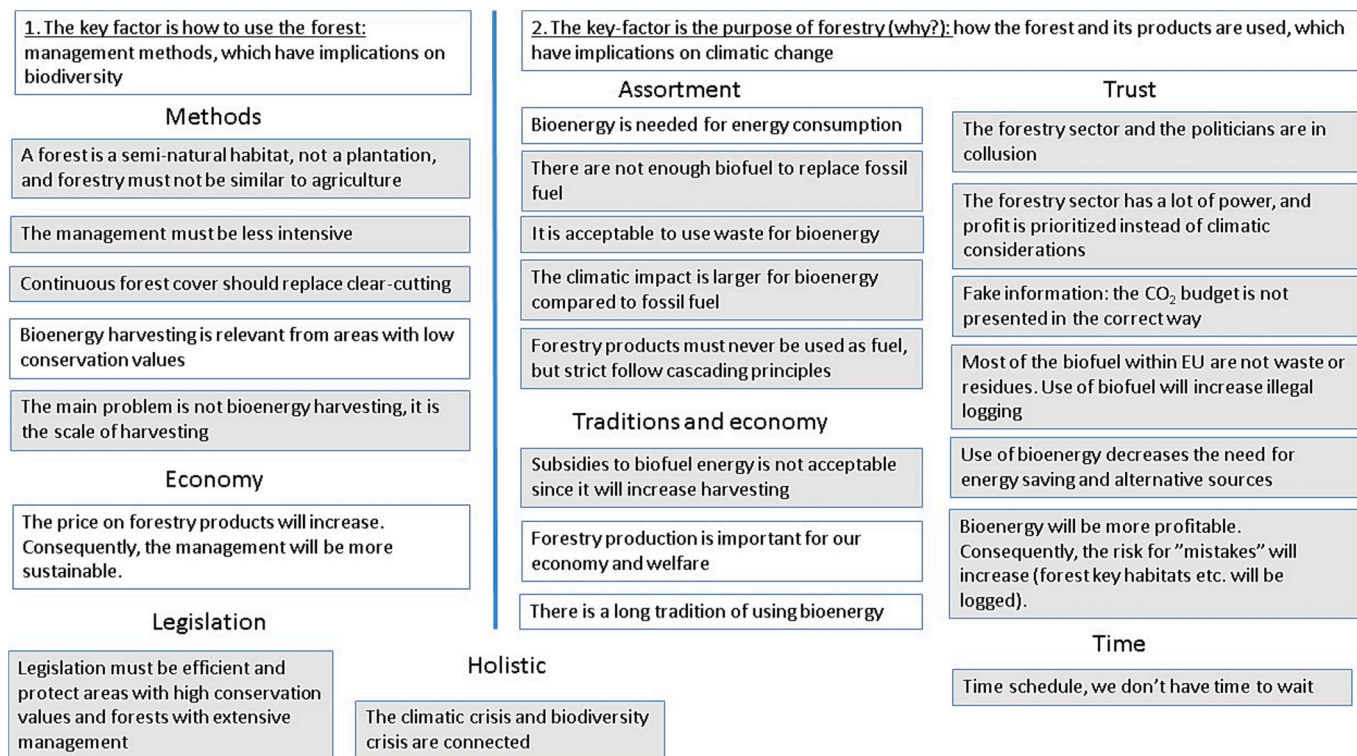 1. The key factor is how to use the forest:
management methods, which have implications on
biodiversity
Methods
A forest is a semi-natural habitat, not a plantation,
and forestry must not be similar to agriculture
The management must be less intensive
Continuous forest cover should replace clear-cutting
Bioenergy harvesting is relevant from areas with low
conservation values
The main problem is not bioenergy harvesting, it is
the scale of harvesting
Economy
The price on forestry products will increase.
Consequently, the management will be more
sustainable.
Legislation
Legislation must be efficient and
protect areas with high conservation
values and forests with extensive
management
Holistic
The climatic crisis and biodiversity
crisis are connected
2. The key-factor is the purpose of forestry (why?): how the forest and its products are used, which
have implications on climatic change
Assortment
Bioenergy is needed for energy consumption
There are not enough biofuel to replace fossil
fuel
It is acceptable to use waste for bioenergy
The climatic impact is larger for bioenergy
compared to fossil fuel
Forestry products must never be used as fuel,
but strict follow cascading principles
Traditions and economy
Subsidies to biofuel energy is not acceptable
since it will increase harvesting
Forestry production is important for our
economy and welfare
There is a long tradition of using bioenergy
Trust
The forestry sector and the politicians are in
collusion
The forestry sector has a lot of power, and
profit is prioritized instead of climatic
considerations
Fake information: the CO₂ budget is not
presented in the correct way
Most of the biofuel within EU are not waste or
residues. Use of biofuel will increase illegal
logging
Use of bioenergy decreases the need for
energy saving and alternative sources
Bioenergy will be more profitable.
Consequently, the risk for ”mistakes” will
increase (forest key habitats etc. will be
logged).
Time
Time schedule, we don’t have time to wait